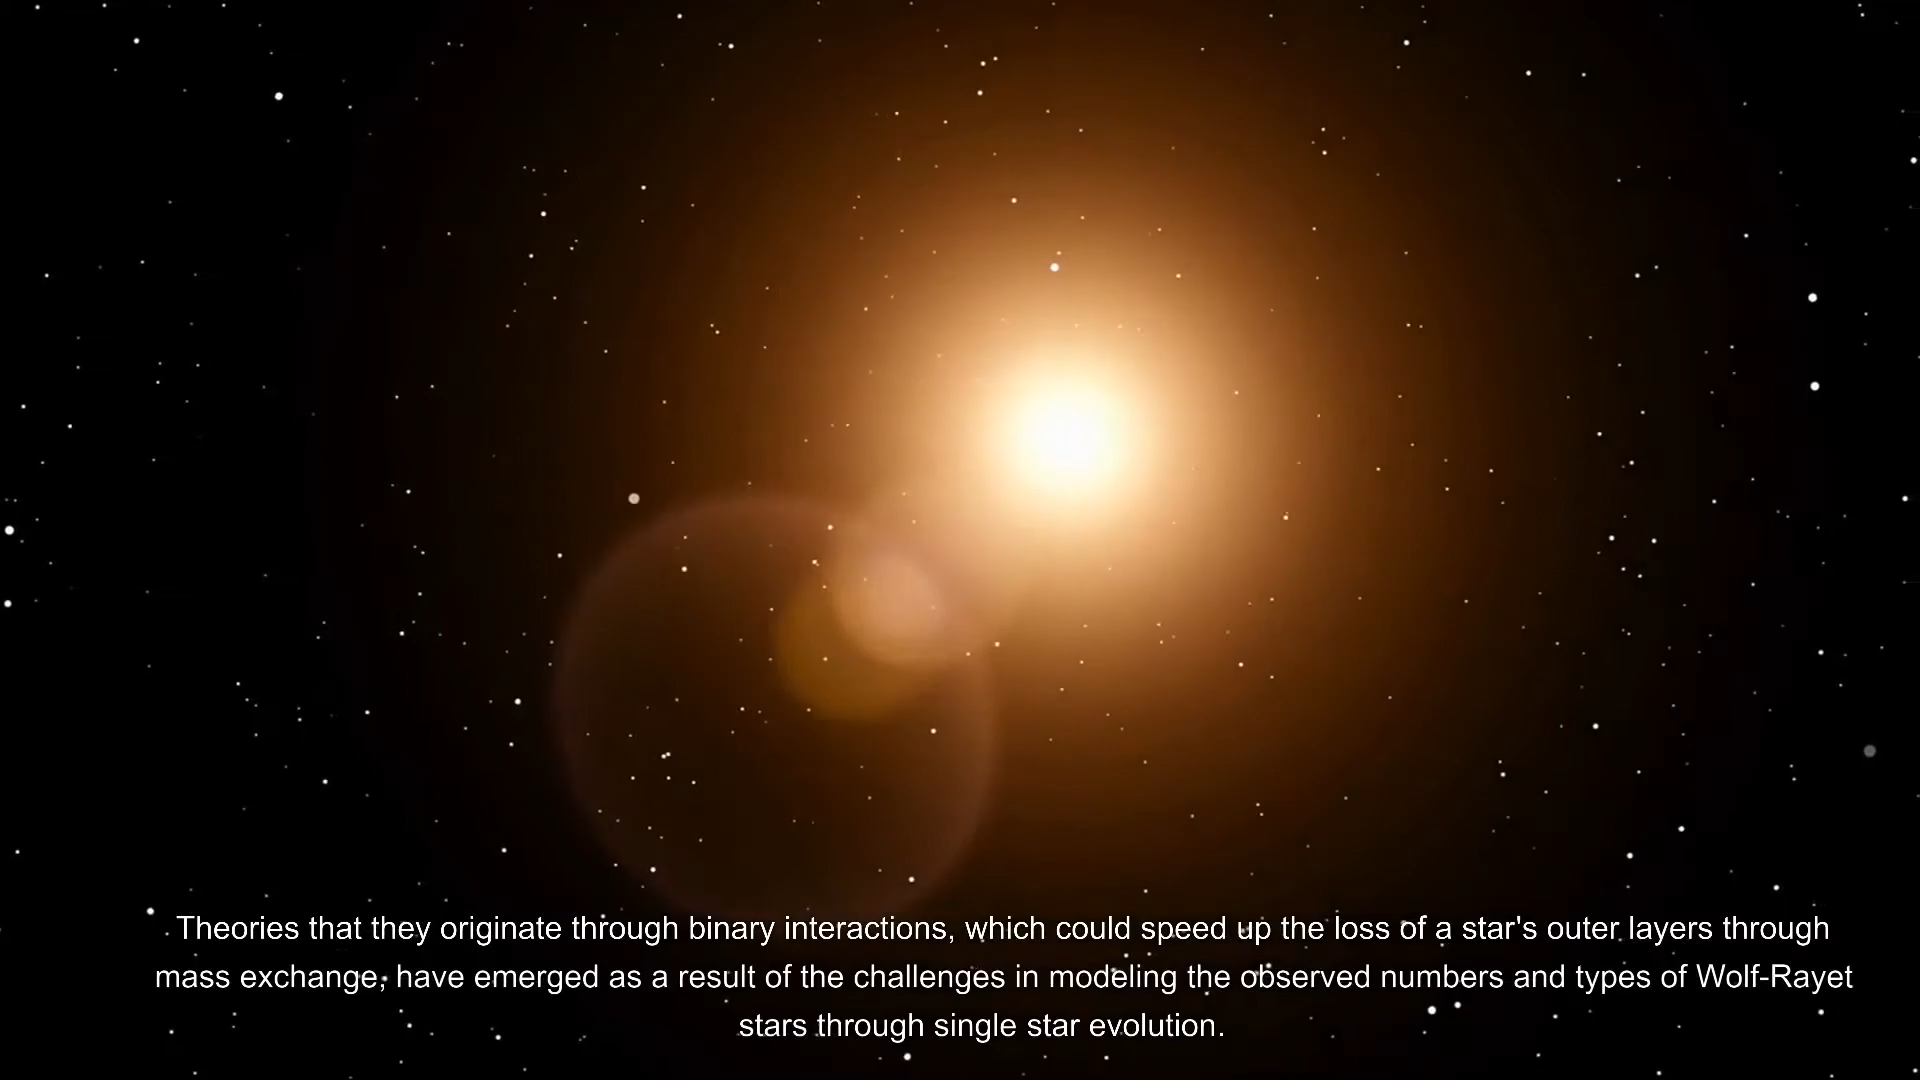 Theories that they originate through binary interactions, which could speed up the loss of a star's outer layers through
mass exchange, have emerged as a result of the challenges in modeling the observed numbers and types of Wolf-Rayet
stars through single star evolution.